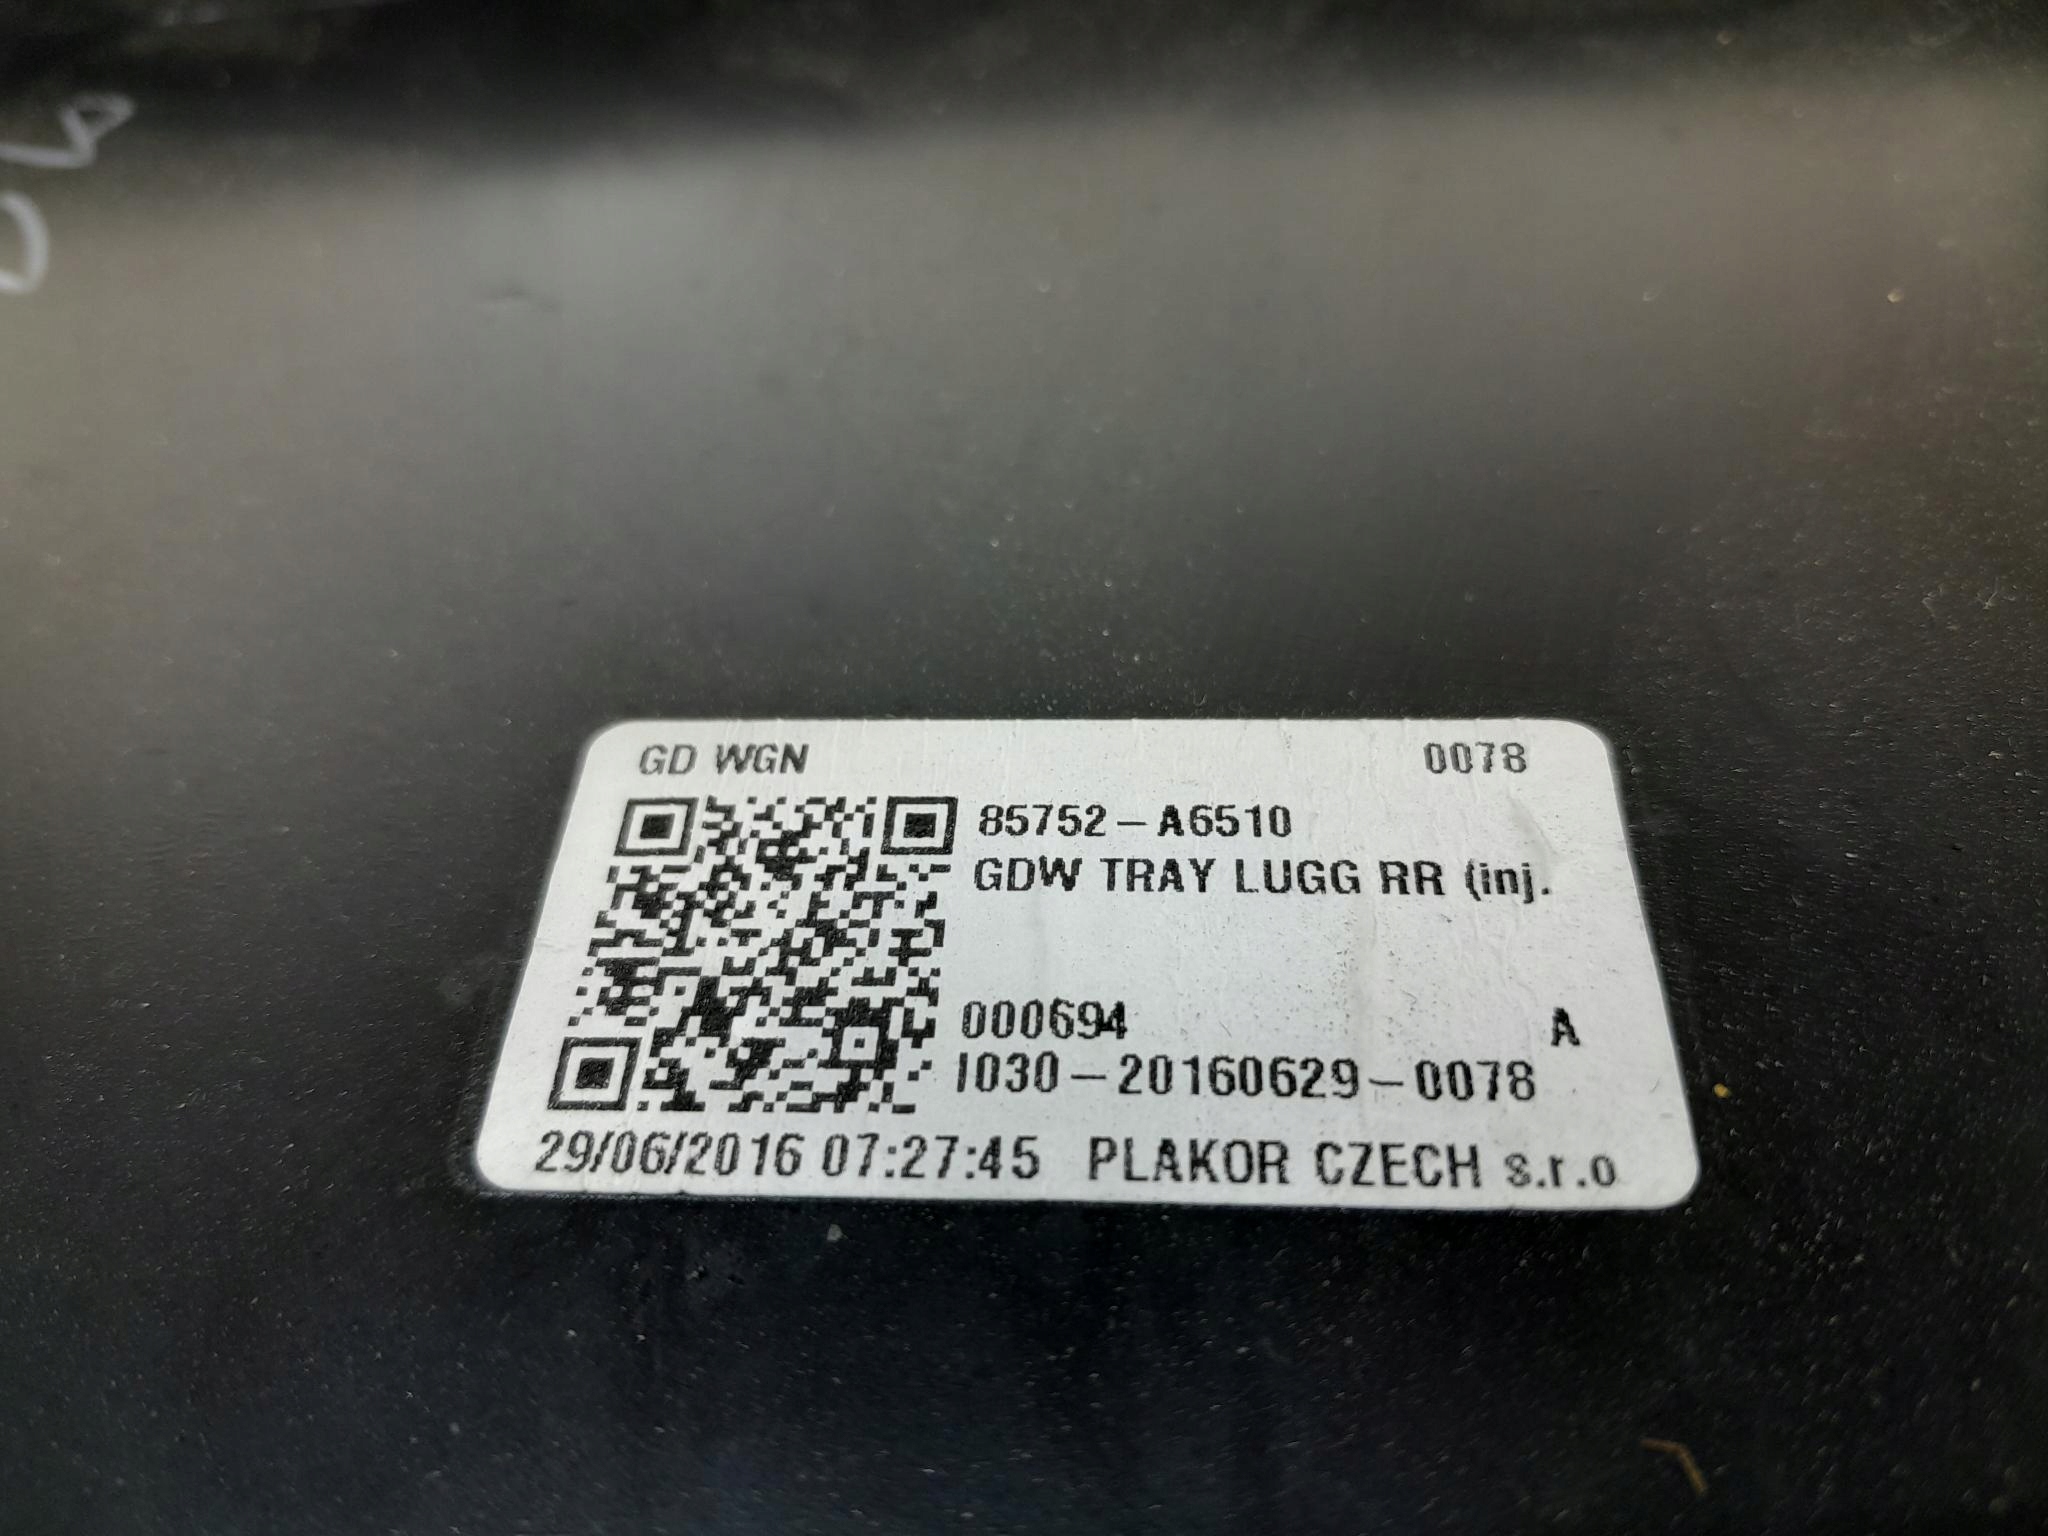 GD WGN 0078
85752-A6510
GDW TRAY LUGG RR (inj.
000694 A
I030-20160629-0078
29/06/2016 07:27:45 PLAKOR CZECH s.r.o